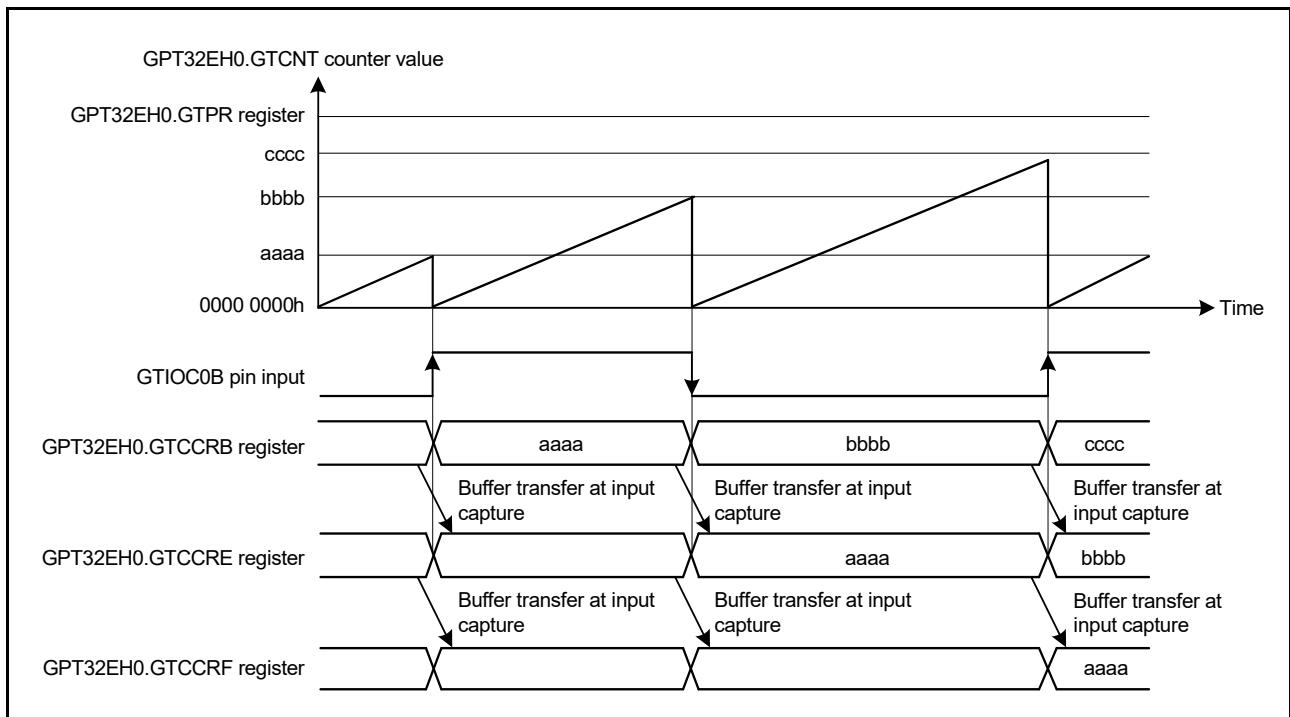 GPT32EH0.GTCNT counter value
GPT32EH0.GTPR register
cccc
bbbb
aaaa
0000 0000h
Time
GTIOC0B pin input
GPT32EH0.GTCCRB register
aaaa
bbbb
cccc
Buffer transfer at input
capture
Buffer transfer at input
capture
Buffer transfer at
input capture
GPT32EH0.GTCCRE register
aaaa
bbbb
Buffer transfer at input
capture
Buffer transfer at input
capture
Buffer transfer at
input capture
GPT32EH0.GTCCRF register
aaaa